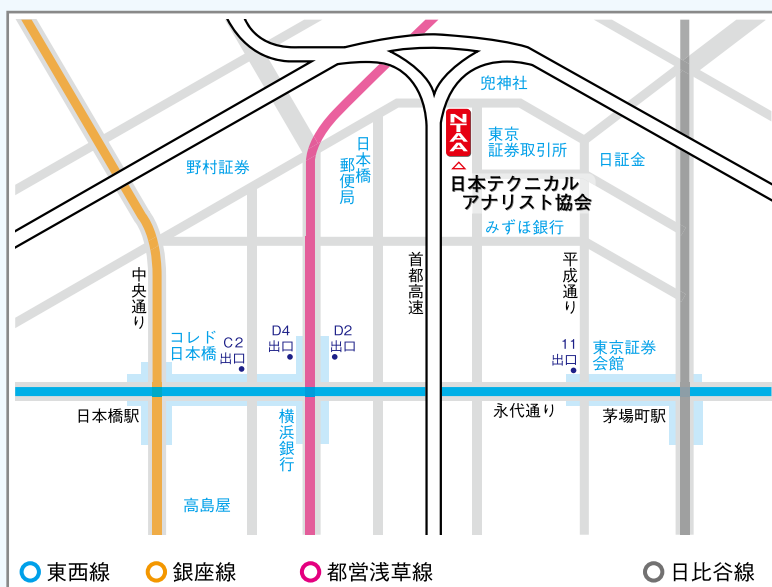 兜神社
NTAA
東京
証券取引所
日本橋
郵便局
野村証券
日証金
日本テクニカル
アナリスト協会
みずほ銀行
中央通り
首都高速
平成通り
コレド
日本橋
C2
出口
D4
出口
D2
出口
11
出口
東京証券
会館
日本橋駅
横浜銀行
永代通り
茅場町駅
高島屋
東西線
銀座線
都営浅草線
日比谷線